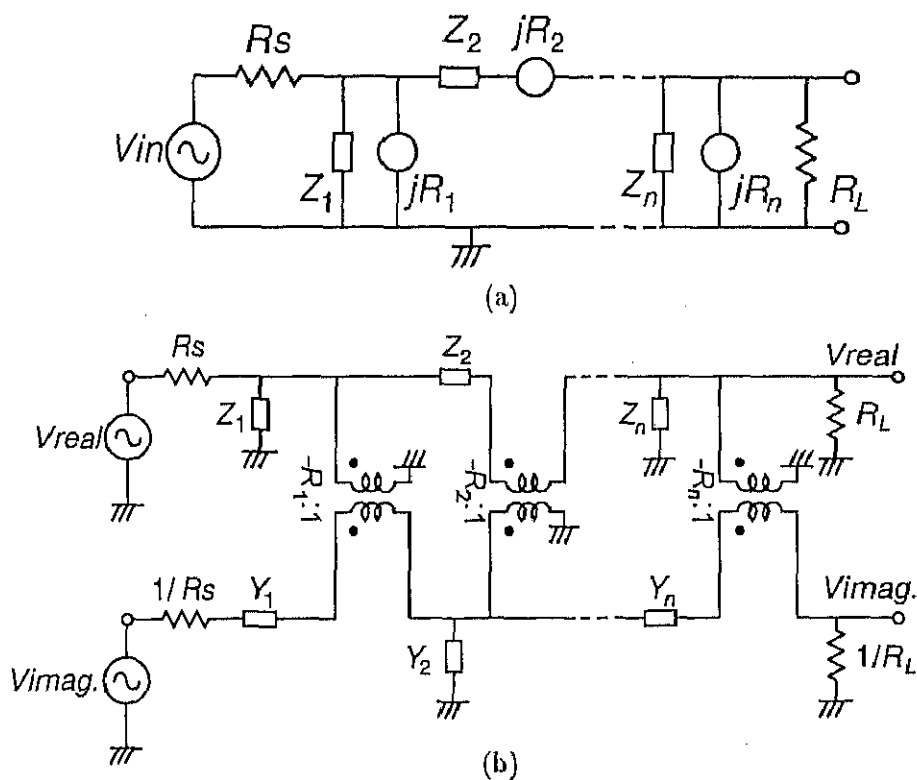 Rs
Z2
jR2
Vin
Z1
jR1
Zn
jRn
RL
(a)
Rs
Z2
Vreal
Vreal
Z1
Zn
RL
-R1:1
-R2:1
-Rn:1
1/Rs
Y1
Yn
Vimag.
Vimag.
Y2
1/RL
(b)